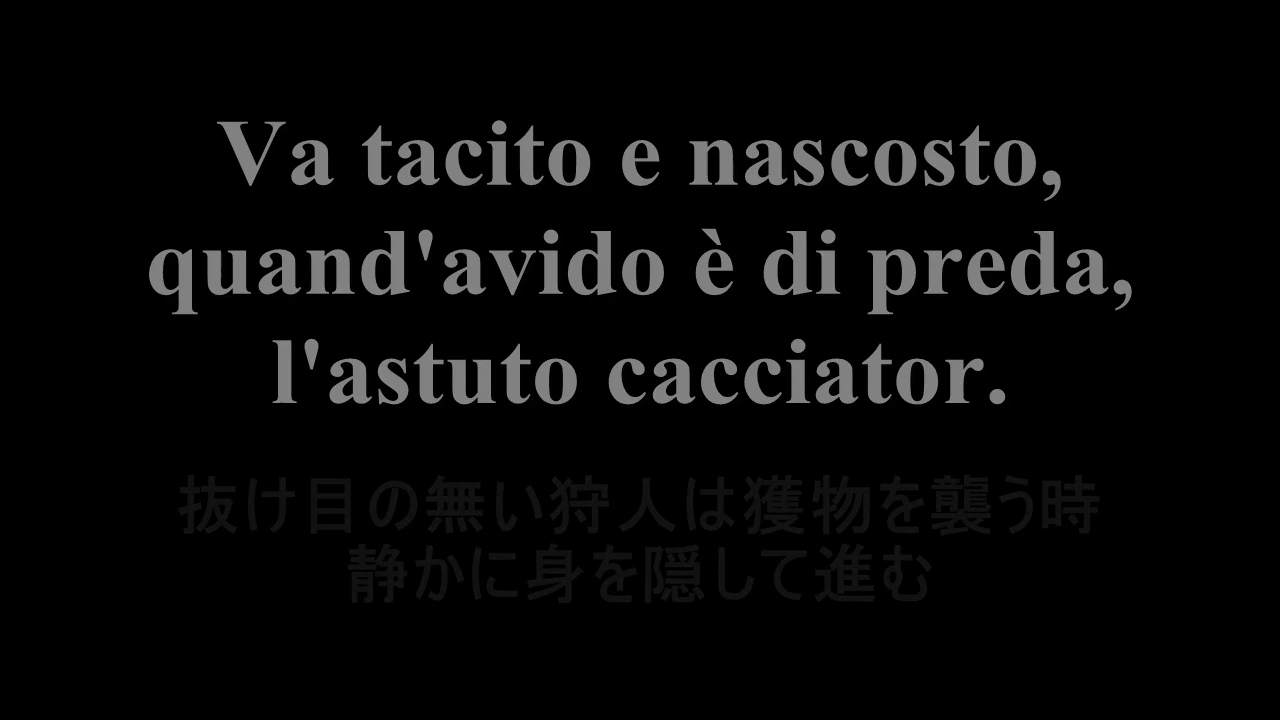 Va tacito e nascosto,
quand'avido è di preda,
l'astuto cacciator.
抜け目の無い狩人は獲物を襲う時
静かに身を隠して進む